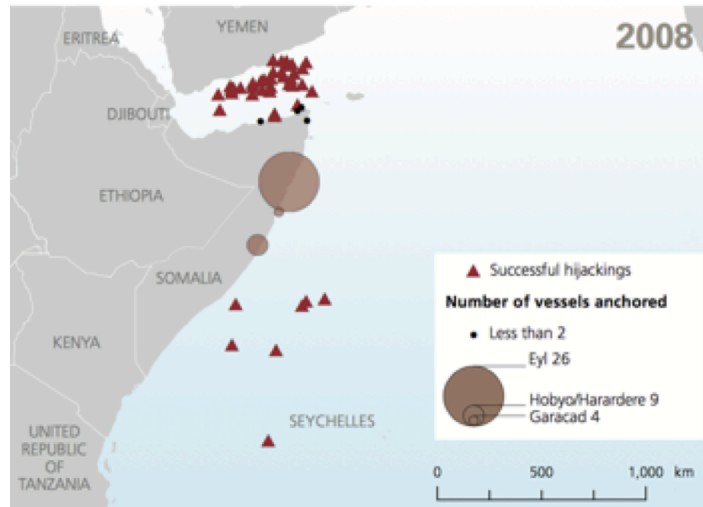 2008
YEMEN
ERITREA
DJIBOUTI
ETHIOPIA
SOMALIA
KENYA
SEYCHELLES
UNITED
REPUBLIC
OF
TANZANIA
Successful hijackings
Number of vessels anchored
Less than 2
Eyl 26
Hobyo/Harardere 9
Garacad 4
0 500 1,000 km